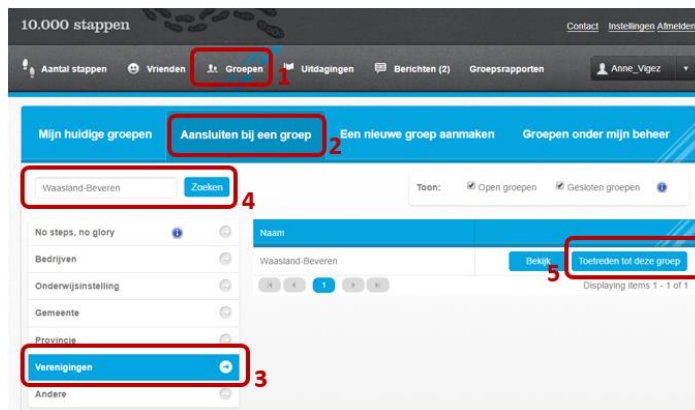 10.000 stappen
Contact Instellingen Afmelden
Aantal stappen Vrienden Groepen Uitdagingen Berichten (2) Groepsrapporten Anne_Vigez
1
Mijn huidige groepen Aansluiten bij een groep Een nieuwe groep aanmaken Groepen onder mijn beheer
2
Waasland-Beveren Zoeken Toon: Open groepen Gesloten groepen
4
No steps, no glory Naam
Bedrijven Waasland-Beveren Bekijk Toetreden tot deze groep
5
Onderwijsinstelling 1 Displaying items 1 - 1 of 1
Gemeente
Provincie
Verenigingen
3
Andere